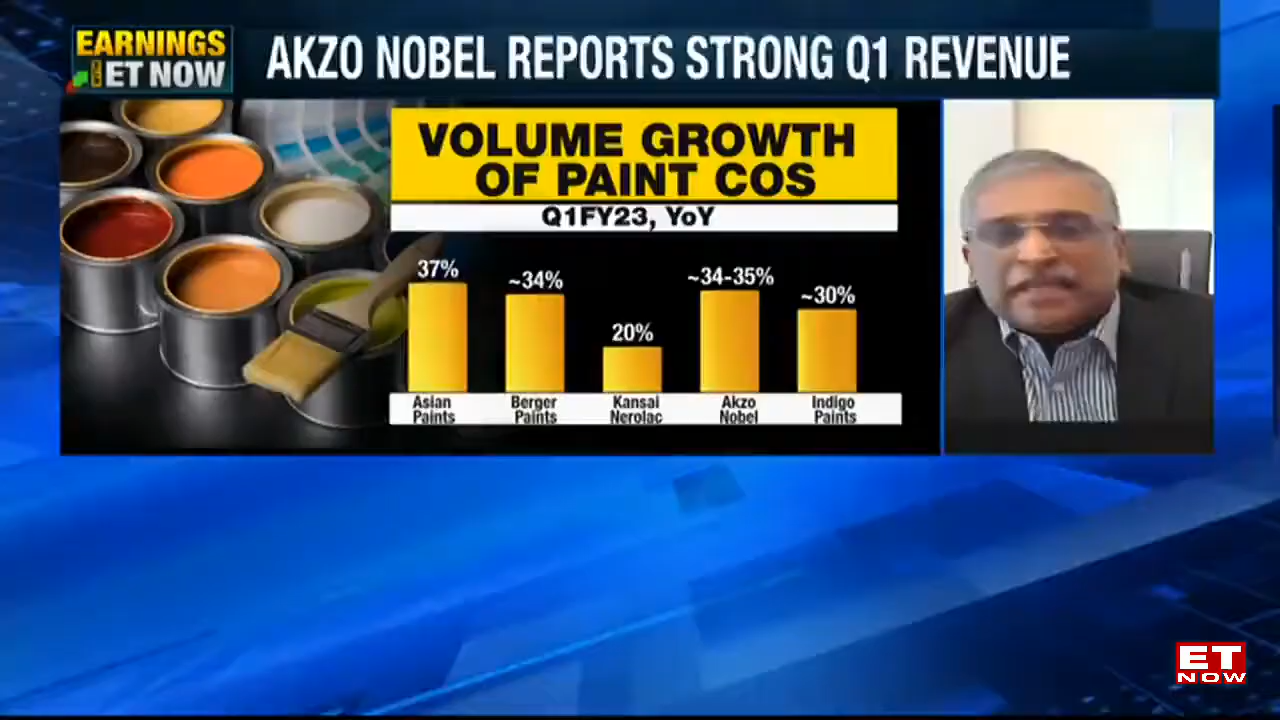 EARNINGS
ET NOW
AKZO NOBEL REPORTS STRONG Q1 REVENUE
VOLUME GROWTH
OF PAINT COS
Q1FY23, YoY
37%
~34%
20%
~34-35%
~30%
Asian
Paints
Berger
Paints
Kansai
Nerolac
Akzo
Nobel
Indigo
Paints
ET
NOW